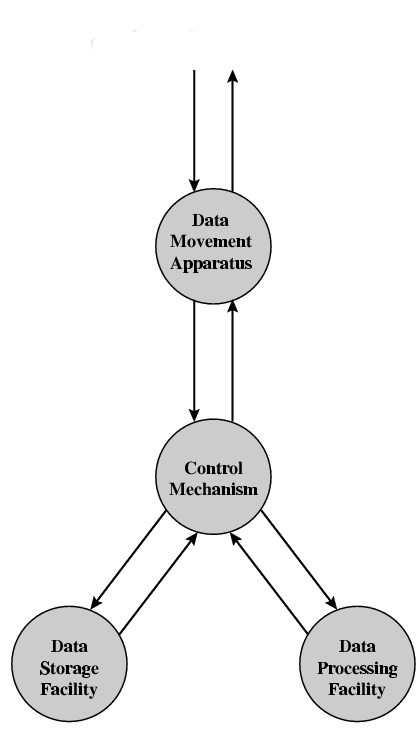 Data
Movement
Apparatus
Control
Mechanism
Data
Storage
Facility
Data
Processing
Facility